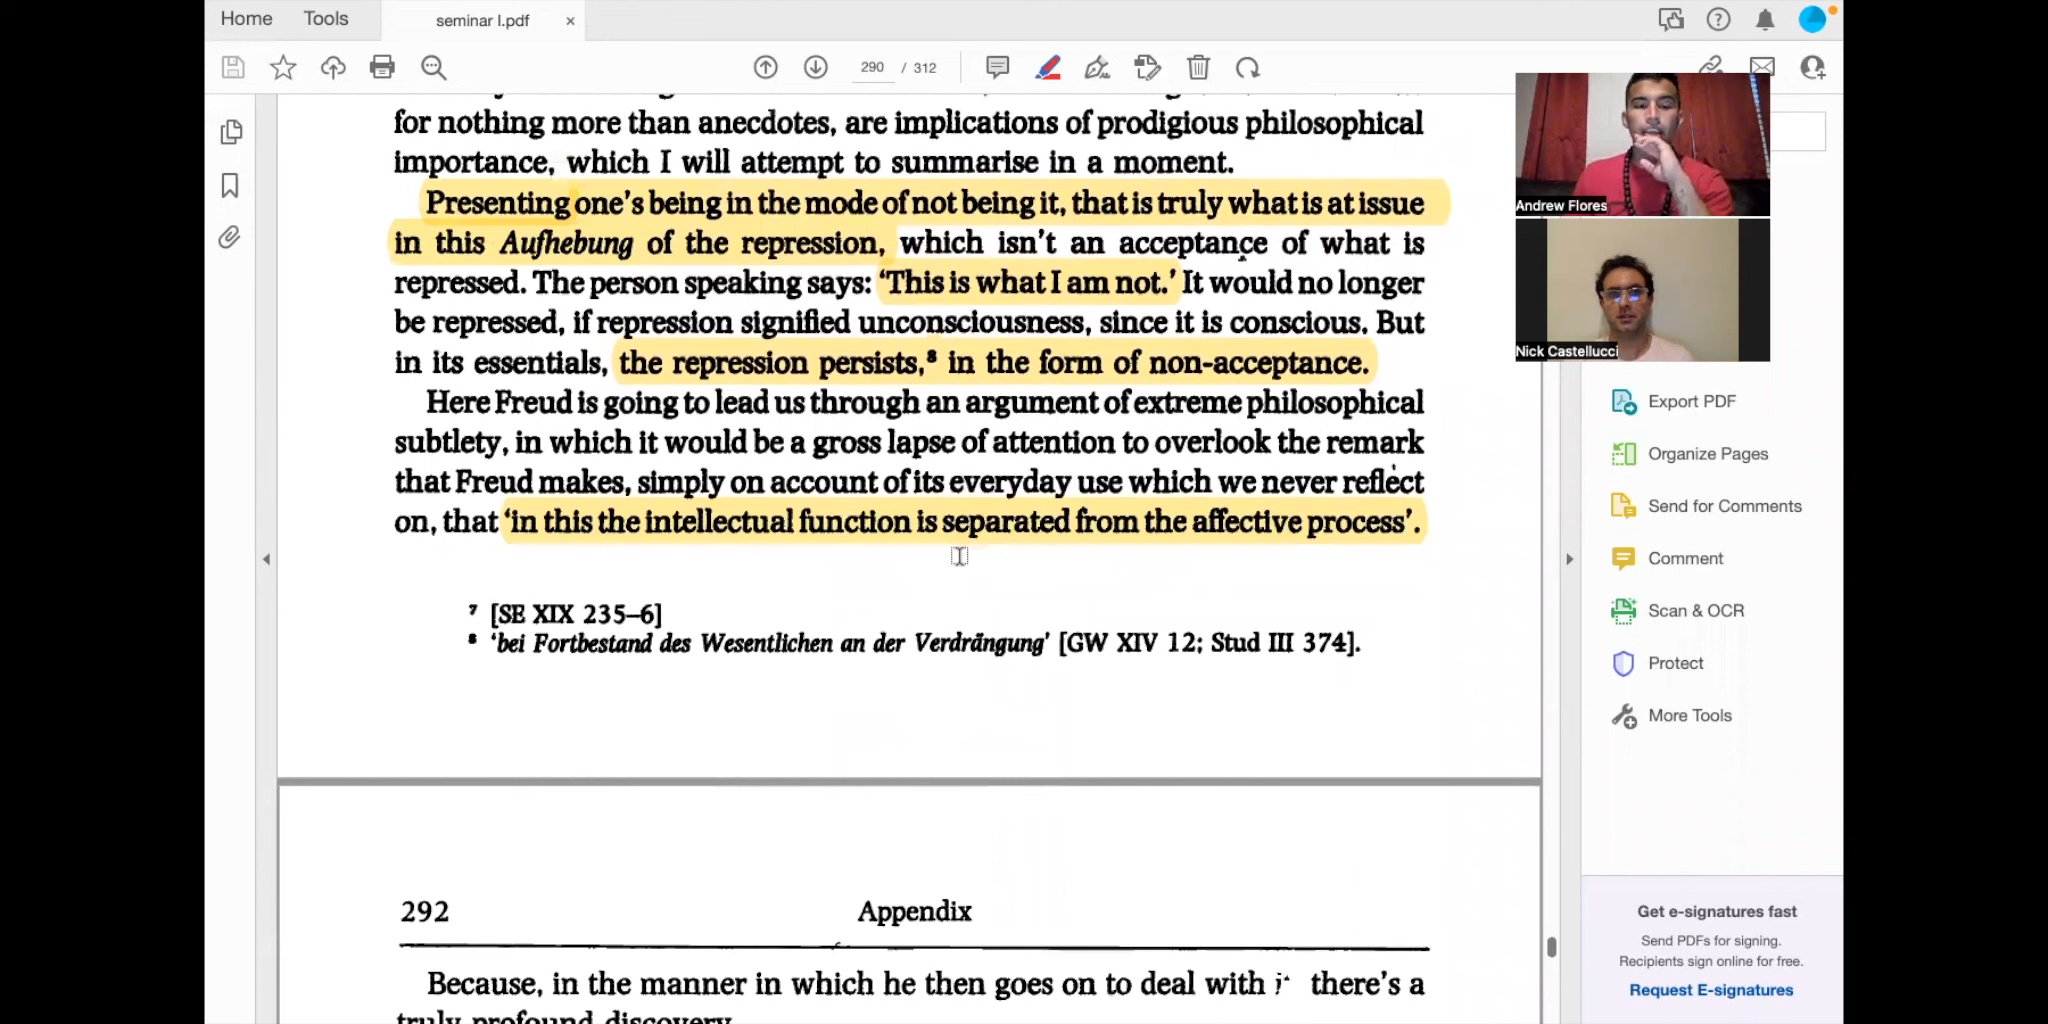 Home Tools seminar I.pdf ×
290 / 312
for nothing more than anecdotes, are implications of prodigious philosophical
importance, which I will attempt to summarise in a moment.
Presenting one's being in the mode of not being it, that is truly what is at issue
in this Aufhebung of the repression, which isn't an acceptance of what is
repressed. The person speaking says: ‘This is what I am not.’ It would no longer
be repressed, if repression signified unconsciousness, since it is conscious. But
in its essentials, the repression persists,⁸ in the form of non-acceptance.
Here Freud is going to lead us through an argument of extreme philosophical
subtlety, in which it would be a gross lapse of attention to overlook the remark
that Freud makes, simply on account of its everyday use which we never reflect
on, that ‘in this the intellectual function is separated from the affective process’.
⁷ [SE XIX 235–6]
⁸ ‘bei Fortbestand des Wesentlichen an der Verdrängung’ [GW XIV 12; Stud III 374].
292 Appendix
Because, in the manner in which he then goes on to deal with there's a
truly profound discovery.
Andrew Flores
Nick Castellucci
Export PDF
Organize Pages
Send for Comments
Comment
Scan & OCR
Protect
More Tools
Get e-signatures fast
Send PDFs for signing.
Recipients sign online for free.
Request E-signatures